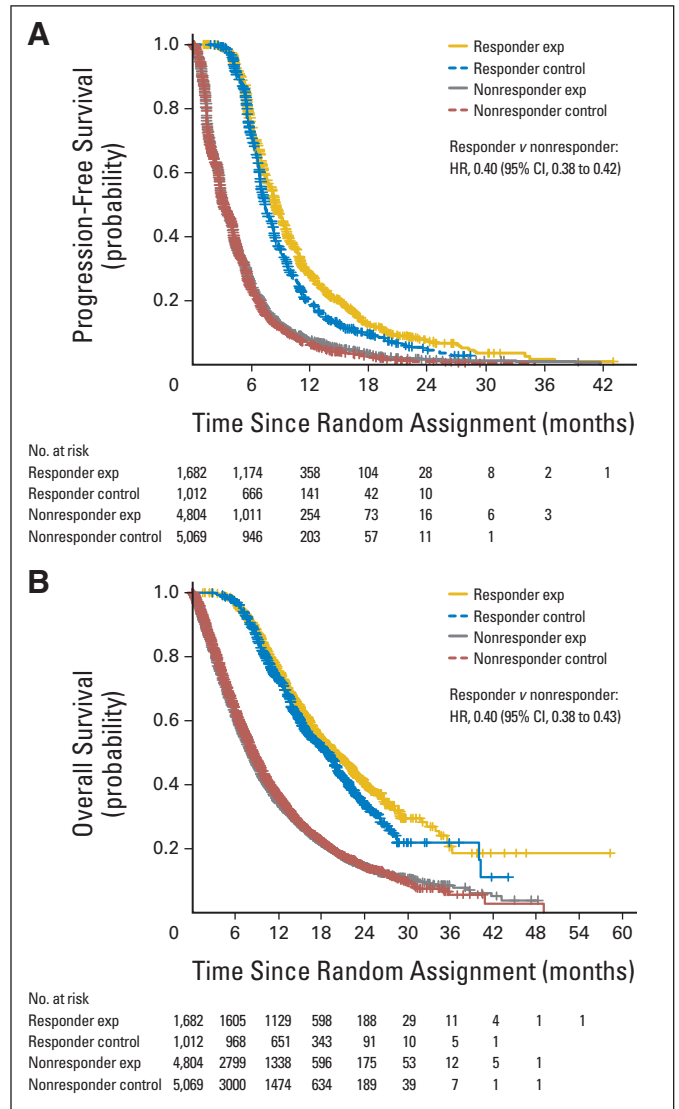 A
Progression-Free Survival
(probability)
1.0
0.8
0.6
0.4
0.2
Responder exp
Responder control
Nonresponder exp
Nonresponder control
Responder v nonresponder:
HR, 0.40 (95% CI, 0.38 to 0.42)
0 6 12 18 24 30 36 42
Time Since Random Assignment (months)
No. at risk
Responder exp 1,682 1,174 358 104 28 8 2 1
Responder control 1,012 666 141 42 10
Nonresponder exp 4,804 1,011 254 73 16 6 3
Nonresponder control 5,069 946 203 57 11 1
B
Overall Survival
(probability)
1.0
0.8
0.6
0.4
0.2
Responder exp
Responder control
Nonresponder exp
Nonresponder control
Responder v nonresponder:
HR, 0.40 (95% CI, 0.38 to 0.43)
0 6 12 18 24 30 36 42 48 54 60
Time Since Random Assignment (months)
No. at risk
Responder exp 1,682 1605 1129 598 188 29 11 4 1 1
Responder control 1,012 968 651 343 91 10 5 1
Nonresponder exp 4,804 2799 1338 596 175 53 12 5 1
Nonresponder control 5,069 3000 1474 634 189 39 7 1 1